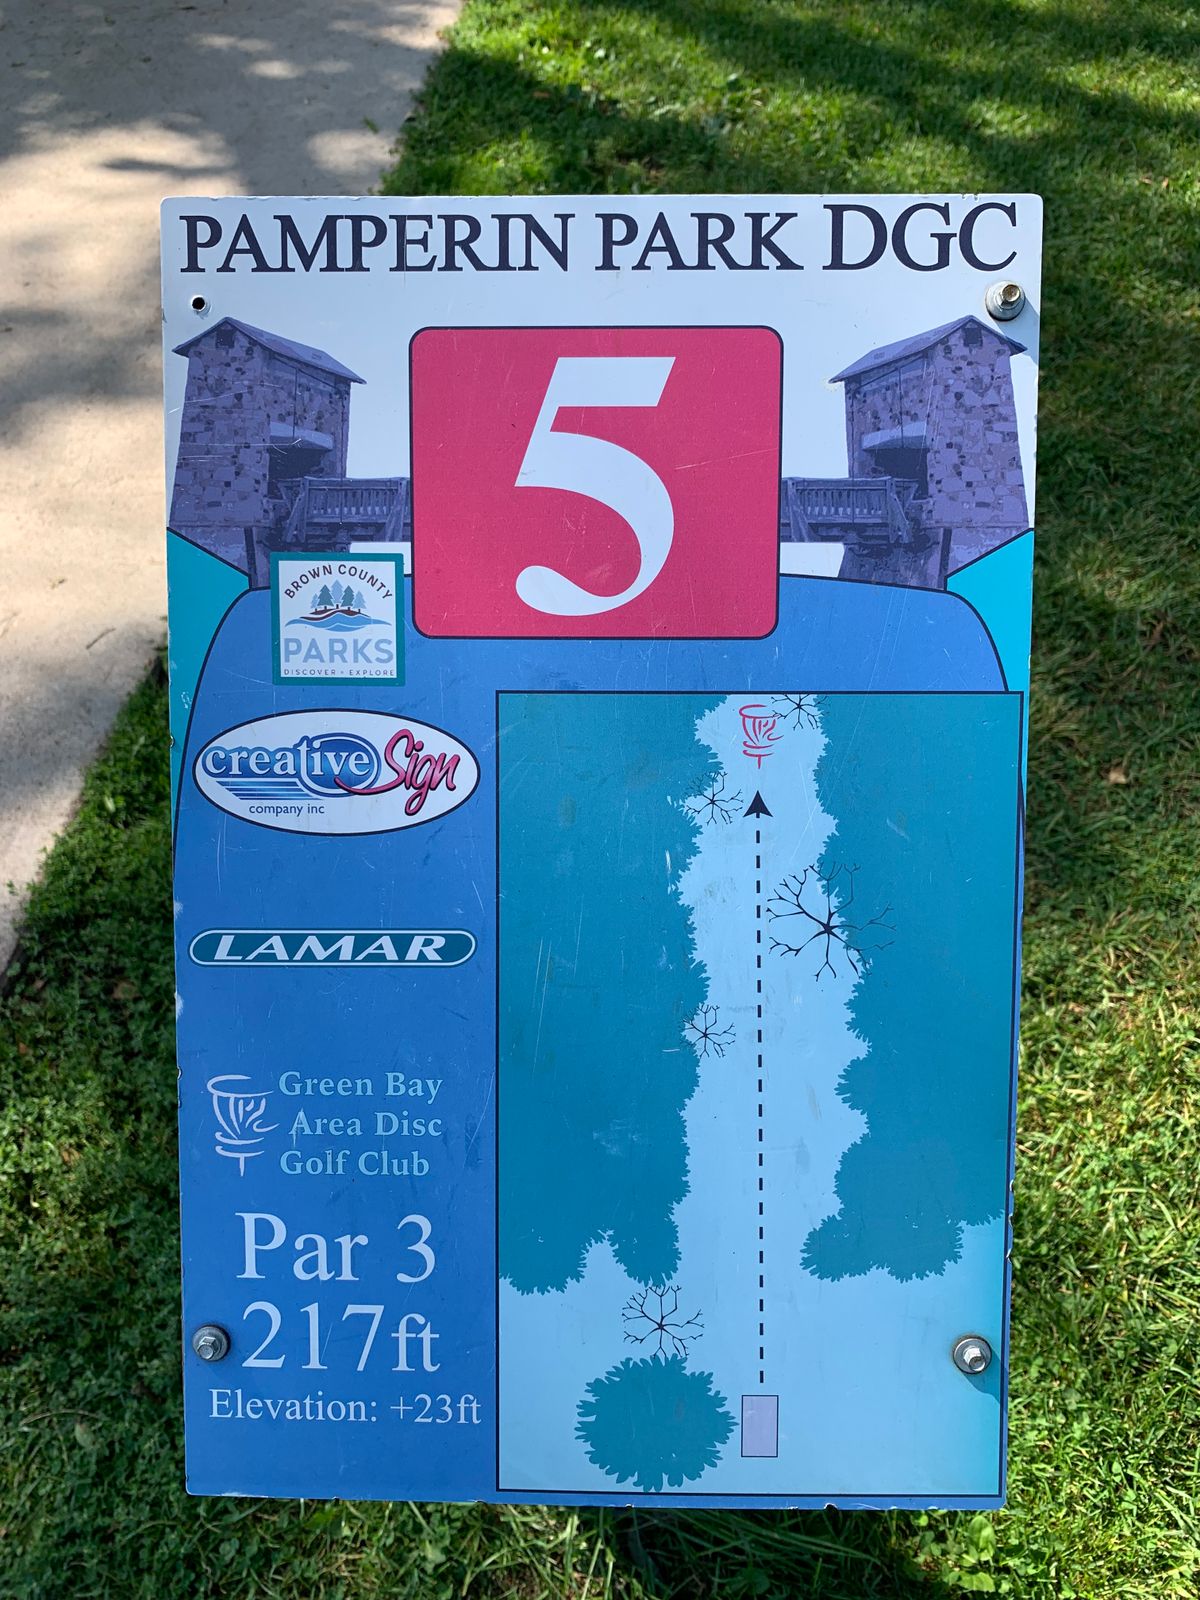 PAMPERIN PARK DGC
5
BROWN COUNTY
PARKS
DISCOVER • EXPLORE
creative Sign
company inc
LAMAR
Green Bay
Area Disc
Golf Club
Par 3
217ft
Elevation: +23ft